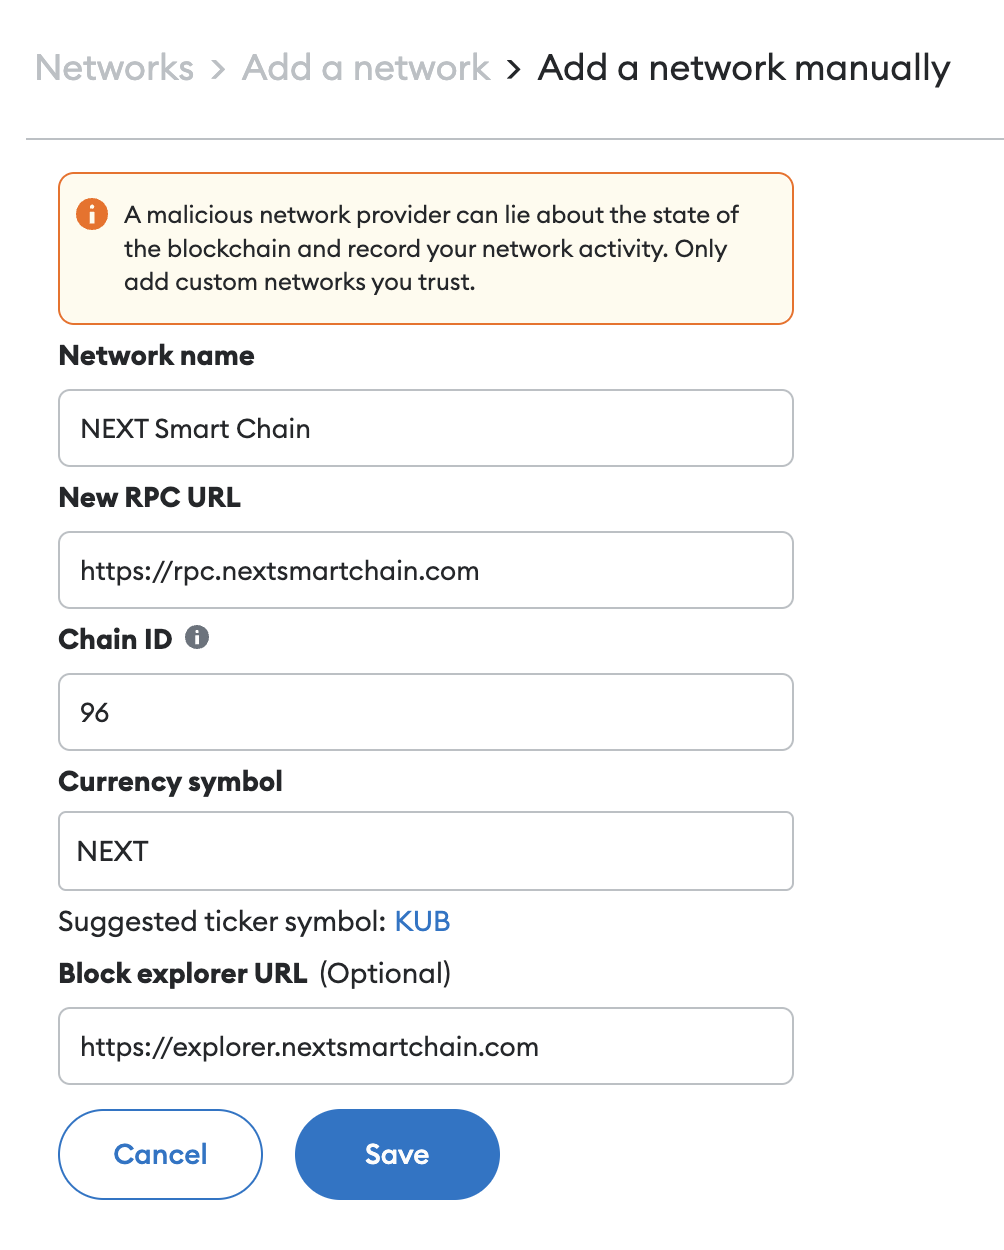 Networks > Add a network > Add a network manually
A malicious network provider can lie about the state of
the blockchain and record your network activity. Only
add custom networks you trust.
Network name
NEXT Smart Chain
New RPC URL
https://rpc.nextsmartchain.com
Chain ID
96
Currency symbol
NEXT
Suggested ticker symbol: KUB
Block explorer URL (Optional)
https://explorer.nextsmartchain.com
Cancel Save